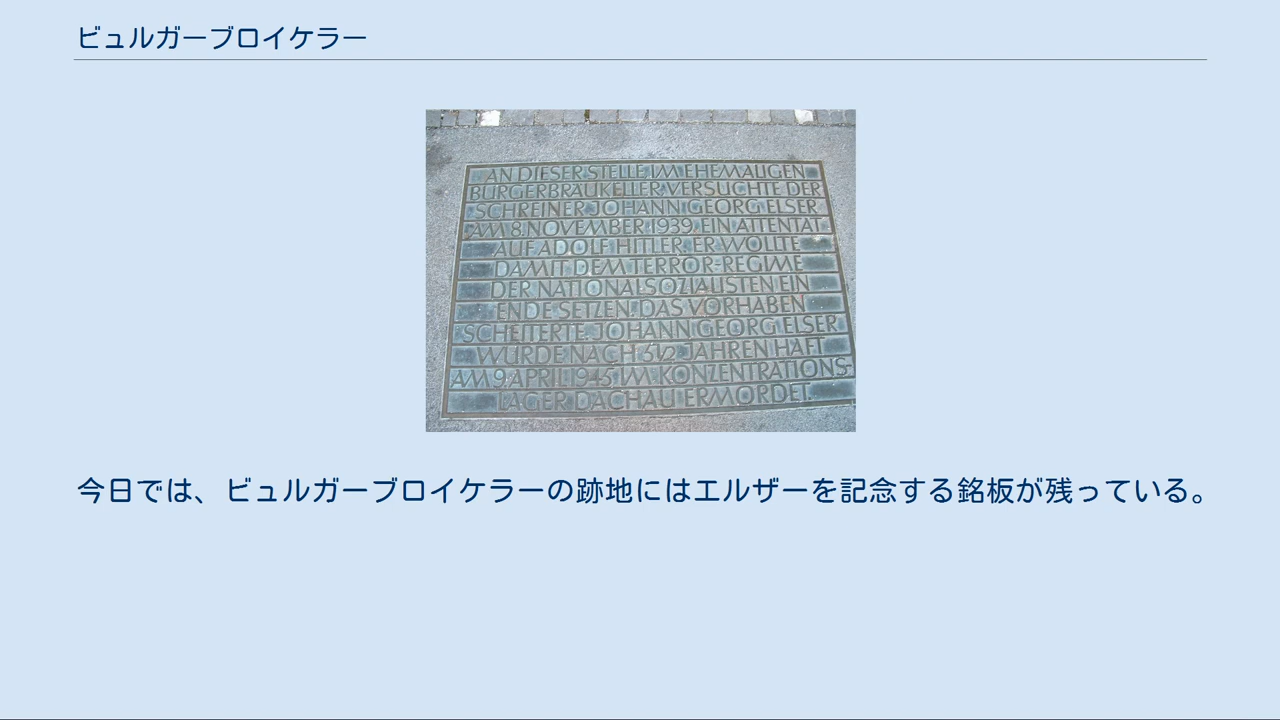 ビュルガーブロイケラー
AN DIESER STELLE IM EHEMALIGEN
BÜRGERBRÄUKELLER VERSUCHTE DER
SCHREINER JOHANN GEORG ELSER
AM 8. NOVEMBER 1939 EIN ATTENTAT
AUF ADOLF HITLER. ER WOLLTE
DAMIT DEM TERROR-REGIME
DER NATIONALSOZIALISTEN EIN
ENDE SETZEN. DAS VORHABEN
SCHEITERTE. JOHANN GEORG ELSER
WURDE NACH 5½ JAHREN HAFT
AM 9. APRIL 1945 IM KONZENTRATIONS-
LAGER DACHAU ERMORDET.
今日では、ビュルガーブロイケラーの跡地にはエルザーを記念する銘板が残っている。